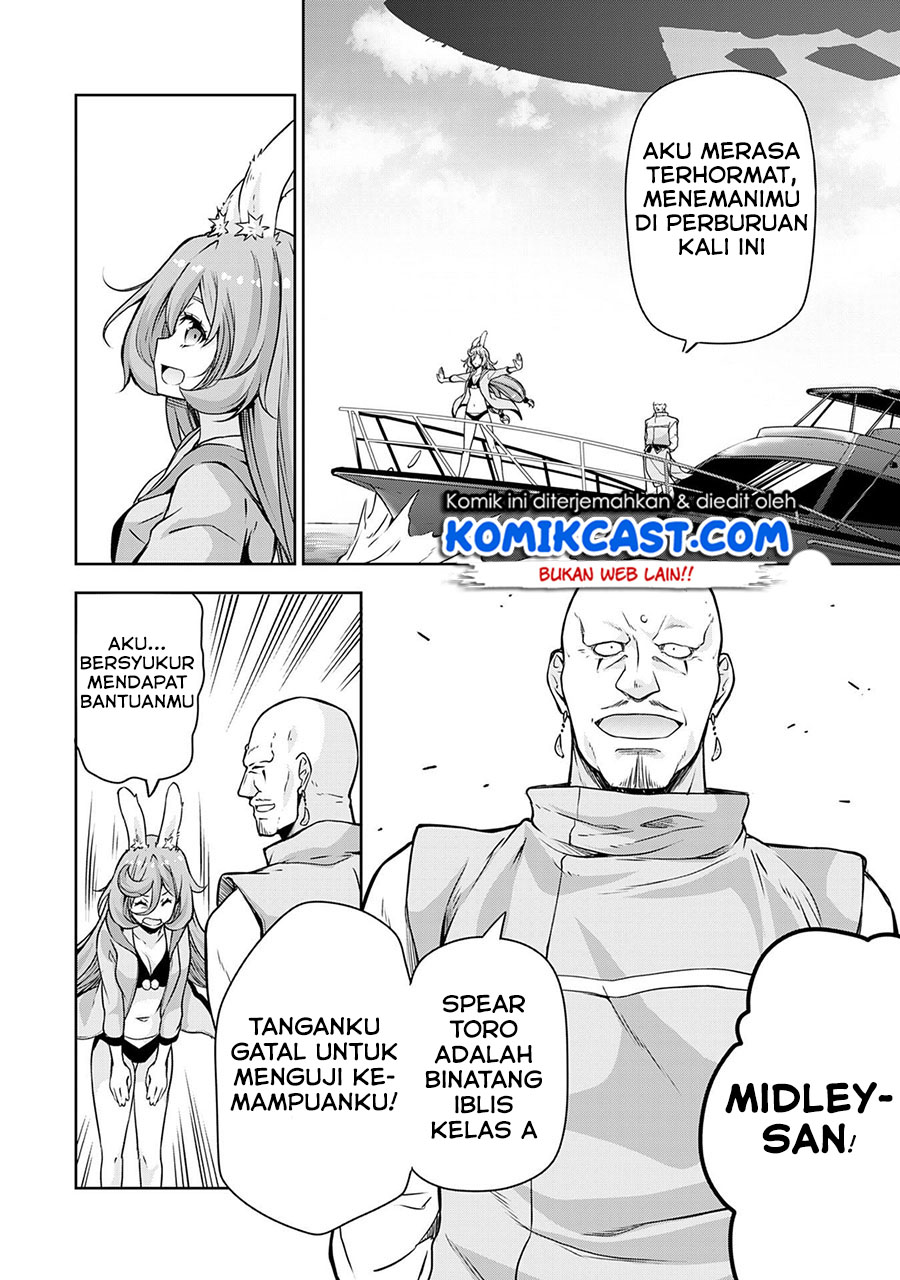 AKU MERASA
TERHORMAT,
MENEMANIMU
DI PERBURUAN
KALI INI
Komik ini diterjemahkan & diedit oleh
KOMIKCAST.COM
BUKAN WEB LAIN!!
MIDLEY-
SAN!
SPEAR
TORO
ADALAH
BINATANG
IBLIS
KELAS A
TANGANKU
GATAL UNTUK
MENGUJI KE-
MAMPUANKU!
AKU...
BERSYUKUR
MENDAPAT
BANTUANMU